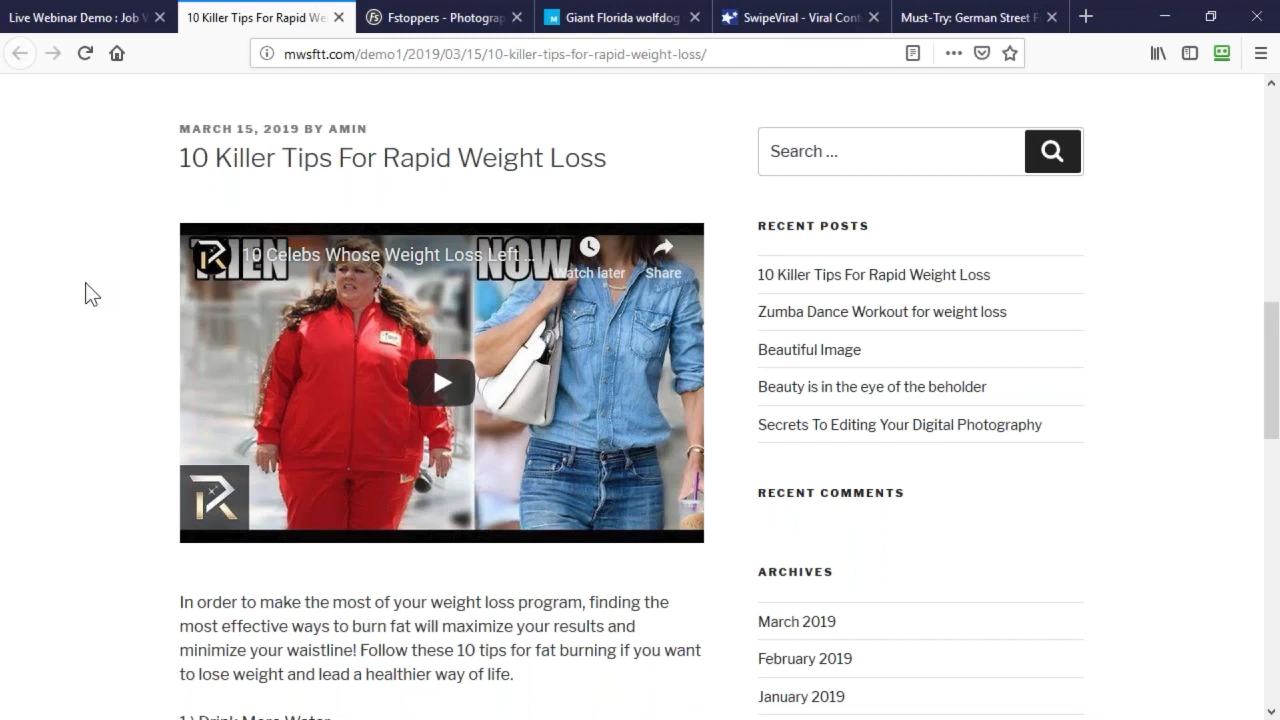 Live Webinar Demo : Job V
10 Killer Tips For Rapid We
Fstoppers - Photograp
Giant Florida wolfdog
SwipeViral - Viral Cont
Must-Try: German Street F
mwsftt.com/demo1/2019/03/15/10-killer-tips-for-rapid-weight-loss/
MARCH 15, 2019 BY AMIN
10 Killer Tips For Rapid Weight Loss
THEN
NOW
10 Celebs Whose Weight Loss Left ...
Watch later
Share
In order to make the most of your weight loss program, finding the
most effective ways to burn fat will maximize your results and
minimize your waistline! Follow these 10 tips for fat burning if you want
to lose weight and lead a healthier way of life.
1.) Drink More Water
Search ...
RECENT POSTS
10 Killer Tips For Rapid Weight Loss
Zumba Dance Workout for weight loss
Beautiful Image
Beauty is in the eye of the beholder
Secrets To Editing Your Digital Photography
RECENT COMMENTS
ARCHIVES
March 2019
February 2019
January 2019